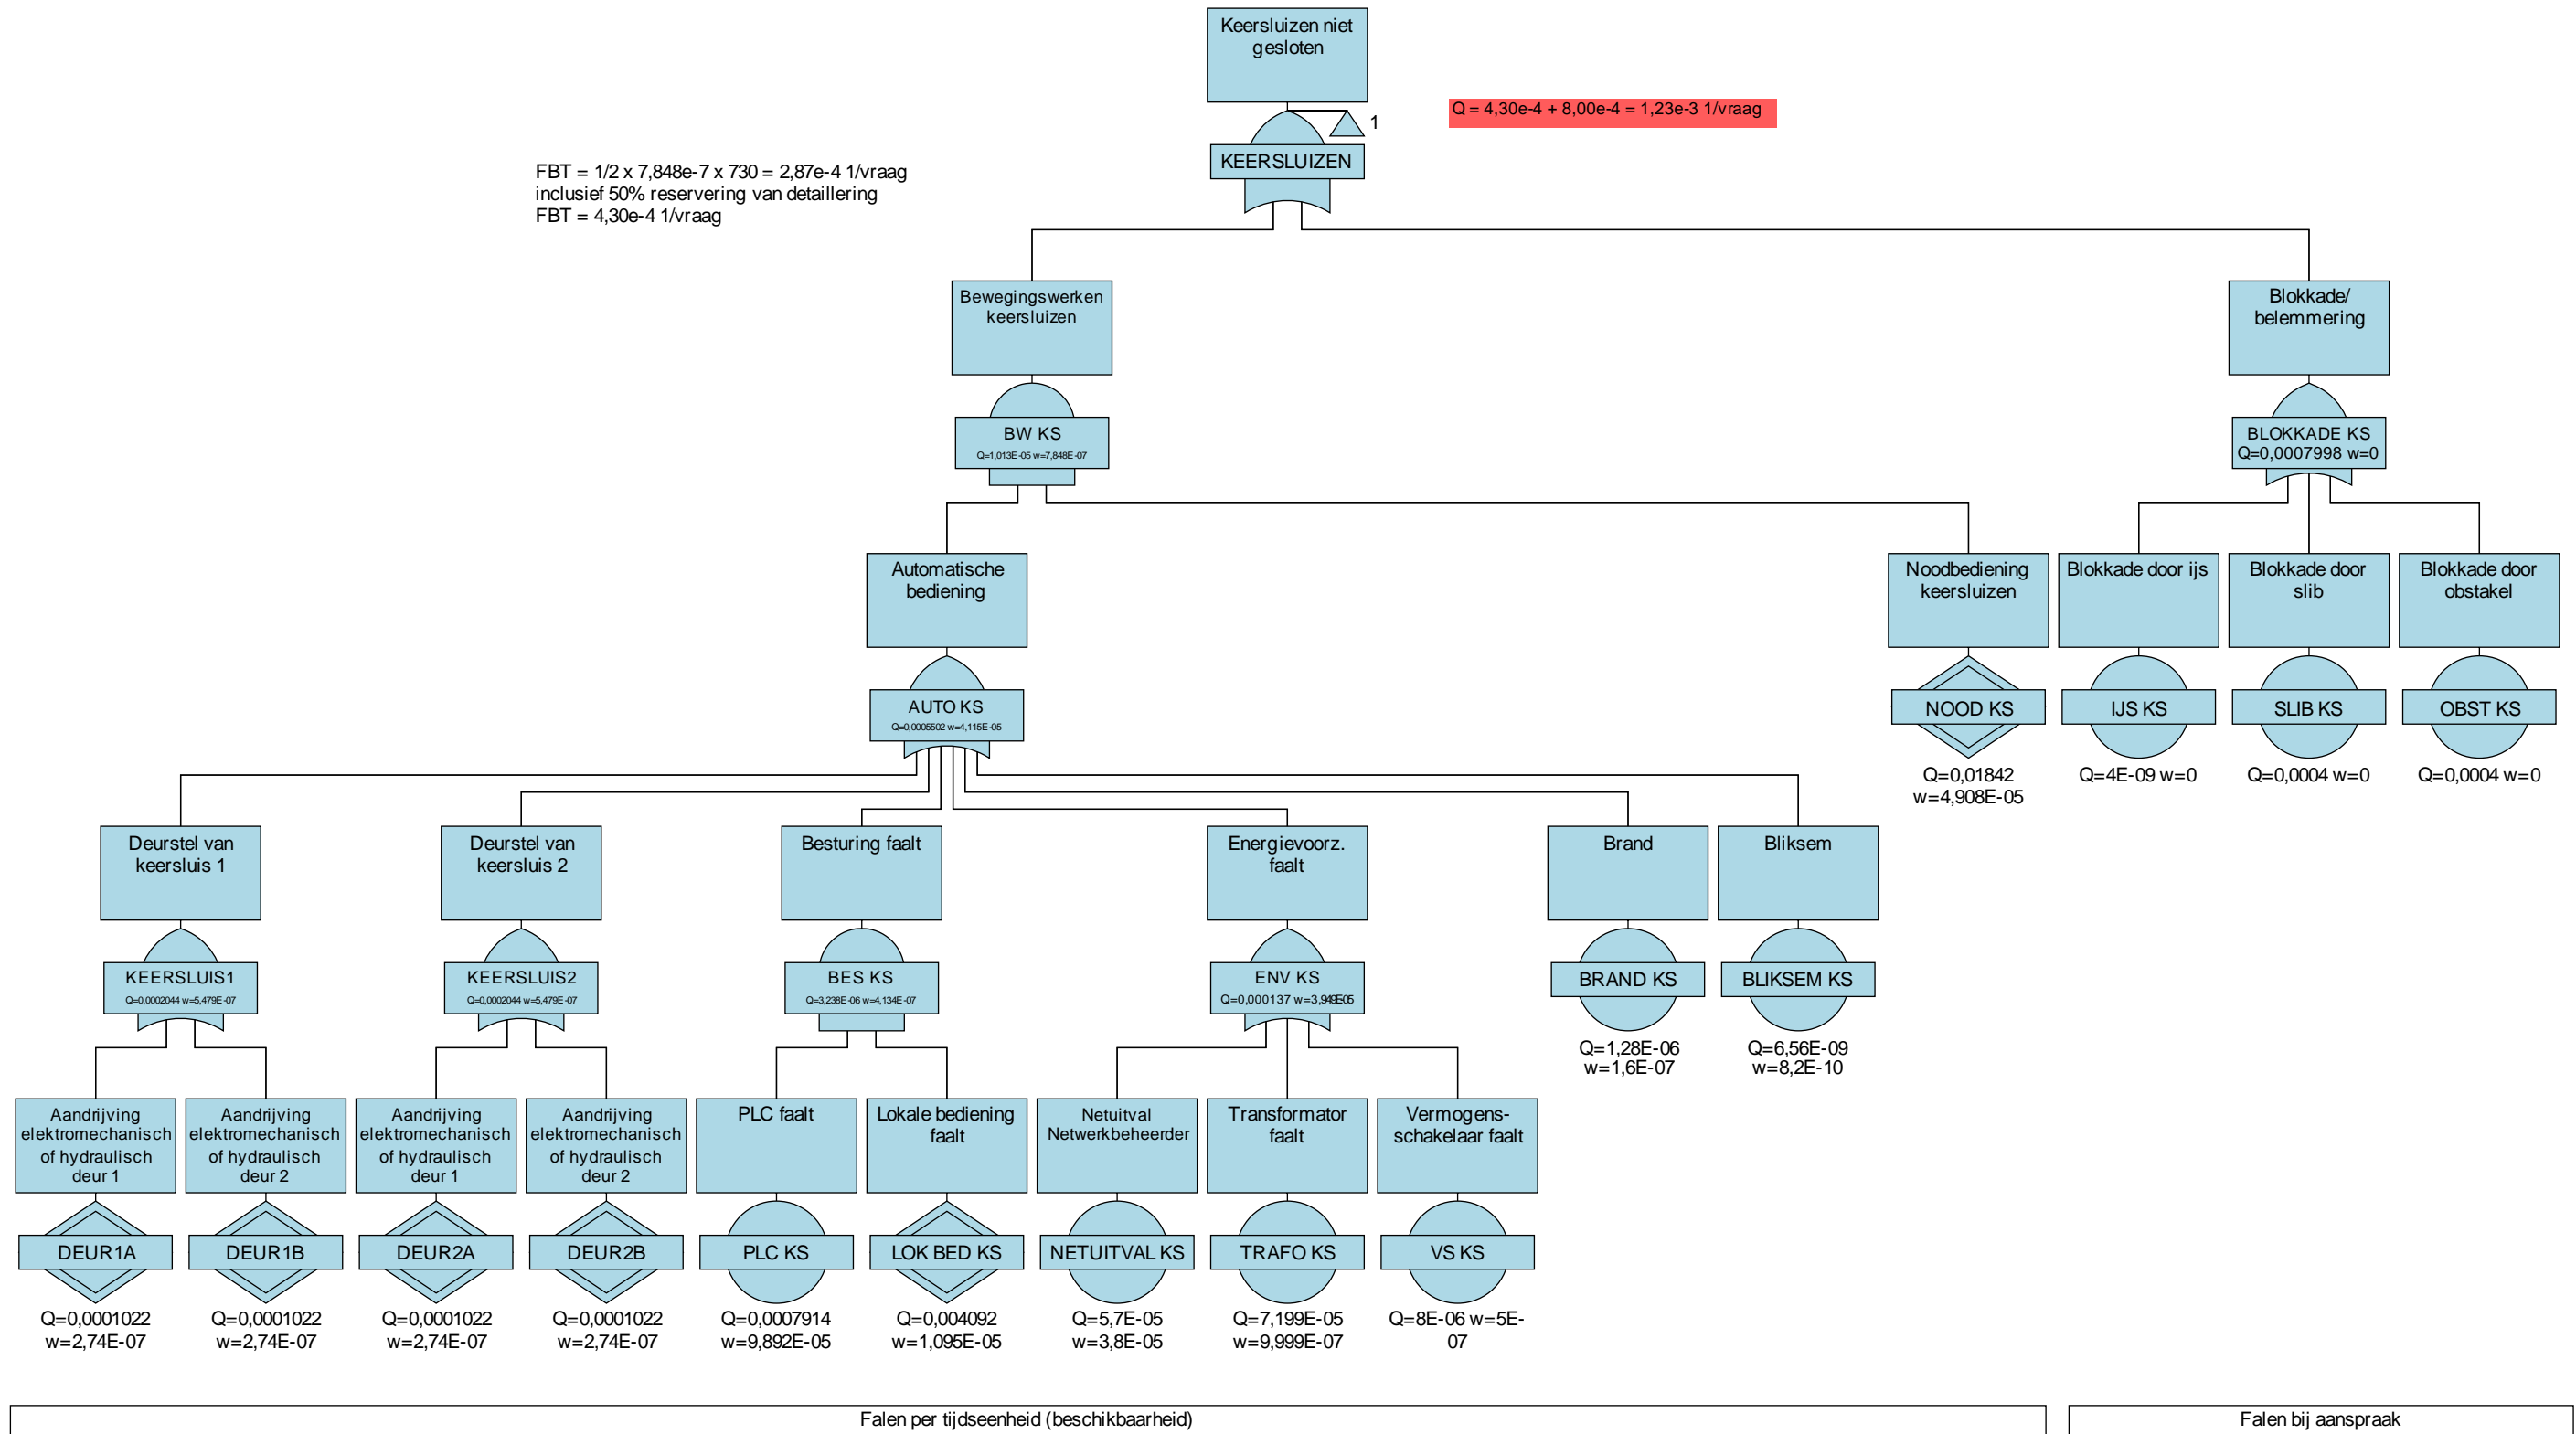 Keersluizen niet
gesloten
Q = 4,30e-4 + 8,00e-4 = 1,23e-3 1/vraag
1
KEERSLUIZEN
FBT = 1/2 x 7,848e-7 x 730 = 2,87e-4 1/vraag
inclusief 50% reservering van detaillering
FBT = 4,30e-4 1/vraag
Bewegingswerken
keersluizen
Blokkade/
belemmering
BW KS
Q=1,013E-05 w=7,848E-07
BLOKKADE KS
Q=0,0007998 w=0
Automatische
bediening
Noodbediening
keersluizen
Blokkade door ijs
Blokkade door
slib
Blokkade door
obstakel
AUTO KS
Q=0,0005502 w=4,115E-05
NOOD KS
IJS KS
SLIB KS
OBST KS
Q=0,01842
w=4,908E-05
Q=4E-09 w=0
Q=0,0004 w=0
Q=0,0004 w=0
Deurstel van
keersluis 1
Deurstel van
keersluis 2
Besturing faalt
Energievoorz.
faalt
Brand
Bliksem
KEERSLUIS1
Q=0,0002044 w=5,479E-07
KEERSLUIS2
Q=0,0002044 w=5,479E-07
BES KS
Q=3,238E-06 w=4,134E-07
ENV KS
Q=0,000137 w=3,949E-05
BRAND KS
BLIKSEM KS
Q=1,28E-06
w=1,6E-07
Q=6,56E-09
w=8,2E-10
Aandrijving
elektromechanisch
of hydraulisch
deur 1
Aandrijving
elektromechanisch
of hydraulisch
deur 2
Aandrijving
elektromechanisch
of hydraulisch
deur 1
Aandrijving
elektromechanisch
of hydraulisch
deur 2
PLC faalt
Lokale bediening
faalt
Netuitval
Netwerkbeheerder
Transformator
faalt
Vermogens-
schakelaar faalt
DEUR1A
DEUR1B
DEUR2A
DEUR2B
PLC KS
LOK BED KS
NETUITVAL KS
TRAFO KS
VS KS
Q=0,0001022
w=2,74E-07
Q=0,0001022
w=2,74E-07
Q=0,0001022
w=2,74E-07
Q=0,0001022
w=2,74E-07
Q=0,0007914
w=9,892E-05
Q=0,004092
w=1,095E-05
Q=5,7E-05
w=3,8E-05
Q=7,199E-05
w=9,999E-07
Q=8E-06 w=5E-
07
Falen per tijdseenheid (beschikbaarheid)
Falen bij aanspraak